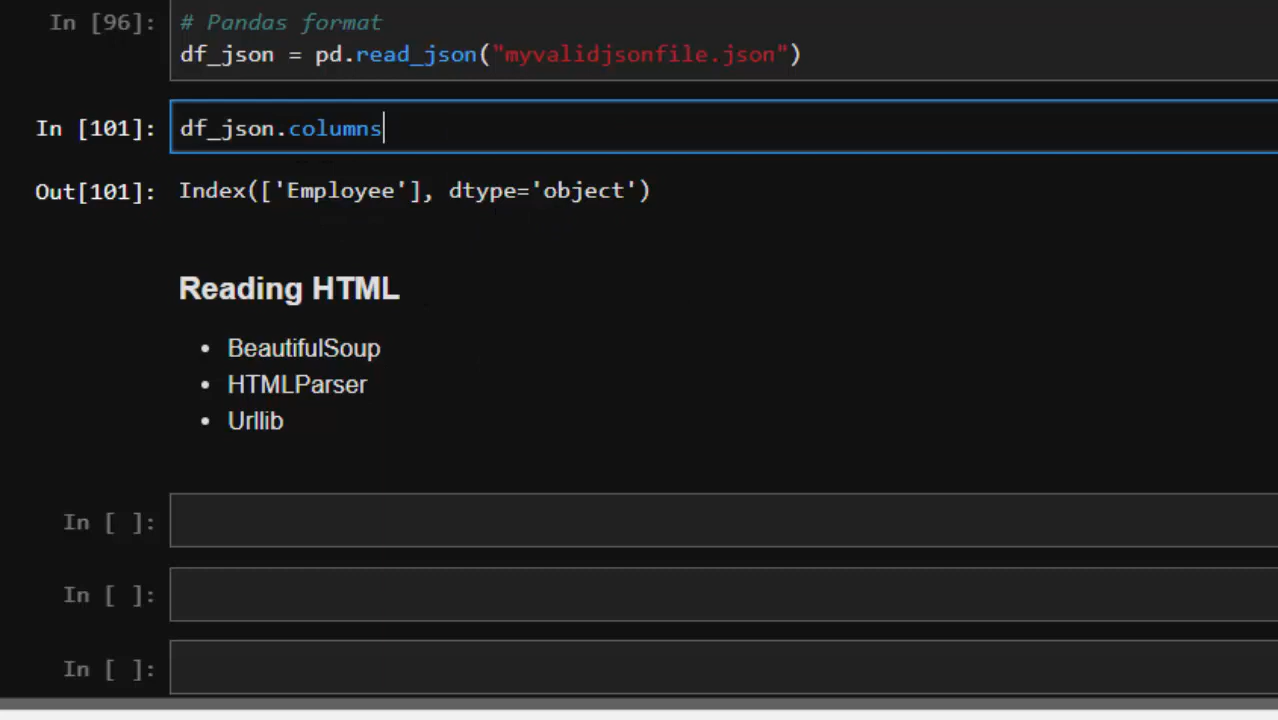 In [96]: # Pandas format
df_json = pd.read_json("myvalidjsonfile.json")
In [101]: df_json.columns
Out[101]: Index(['Employee'], dtype='object')
Reading HTML
• BeautifulSoup
• HTMLParser
• Urllib
In [ ]:
In [ ]:
In [ ]: